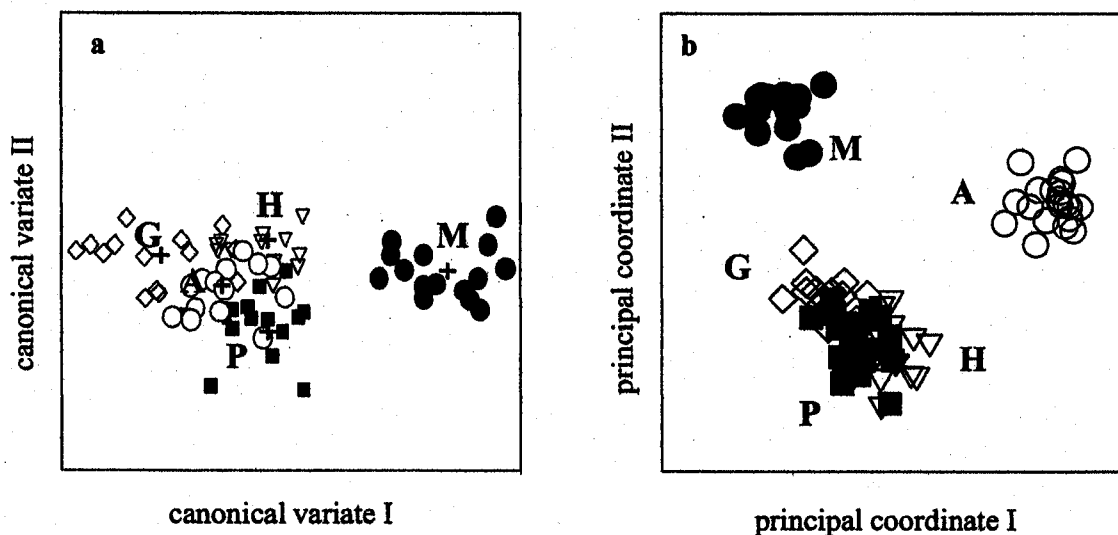 a
canonical variate II
G
H
A
P
M
canonical variate I
b
principal coordinate II
M
A
G
H
P
principal coordinate I